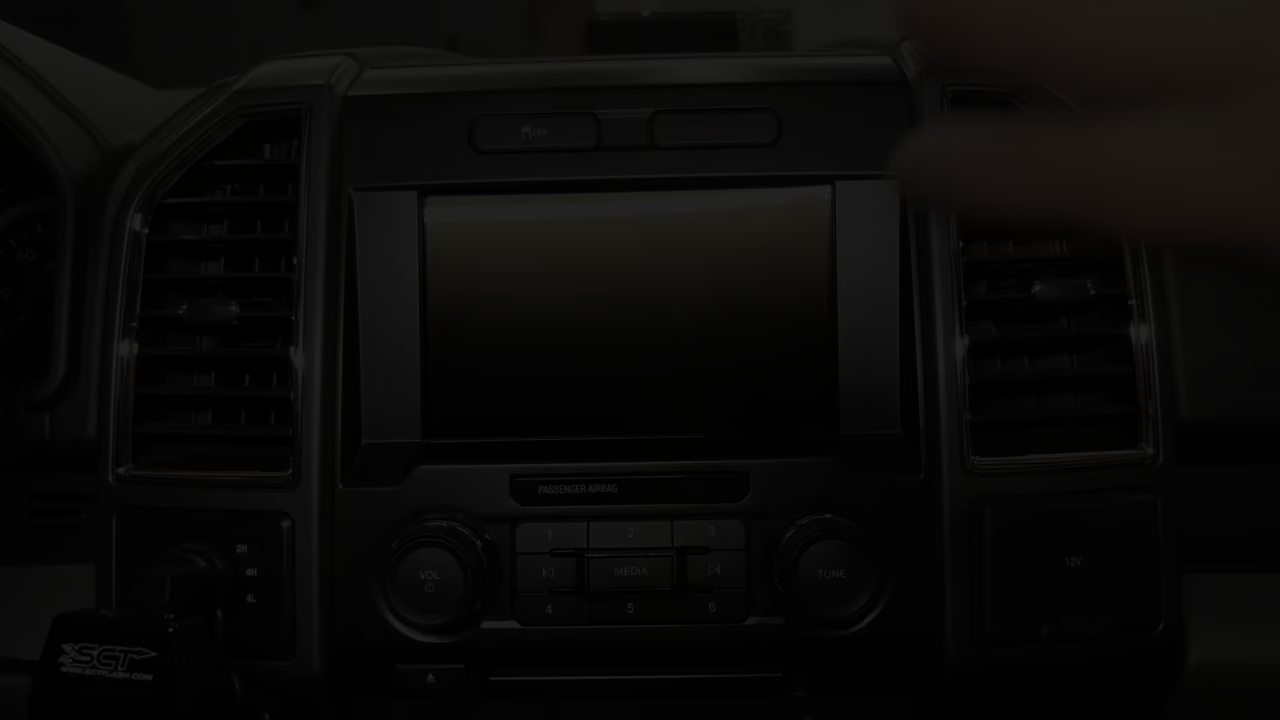 OFF
PASSENGER AIRBAG
1 2 3
VOL
MEDIA
TUNE
4 5 6
2H
4H
4L
12V
SCT
WWW.SCTFLASH.COM